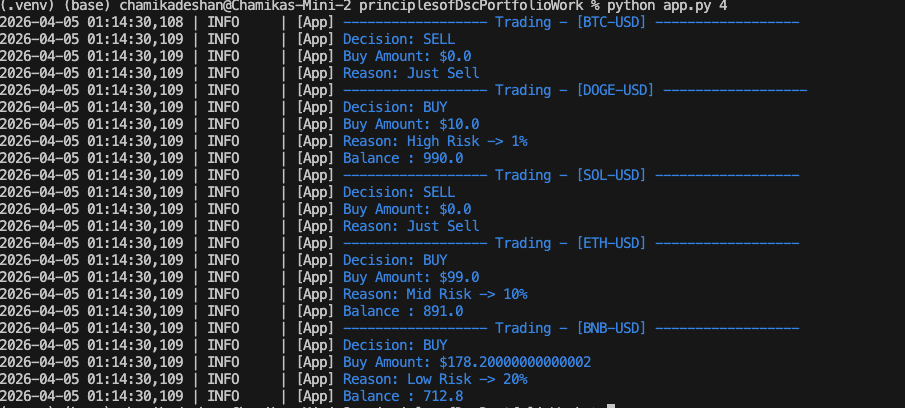 (.venv) (base) chamikadeshan@Chamikas-Mini-2 principlesofDscPortfolioWork % python app.py 4
2026-04-05 01:14:30,108 | INFO     | [App] ------------------ Trading - [BTC-USD] ------------------
2026-04-05 01:14:30,109 | INFO     | [App] Decision: SELL
2026-04-05 01:14:30,109 | INFO     | [App] Buy Amount: $0.0
2026-04-05 01:14:30,109 | INFO     | [App] Reason: Just Sell
2026-04-05 01:14:30,109 | INFO     | [App] ------------------ Trading - [DOGE-USD] ------------------
2026-04-05 01:14:30,109 | INFO     | [App] Decision: BUY
2026-04-05 01:14:30,109 | INFO     | [App] Buy Amount: $10.0
2026-04-05 01:14:30,109 | INFO     | [App] Reason: High Risk -> 1%
2026-04-05 01:14:30,109 | INFO     | [App] Balance : 990.0
2026-04-05 01:14:30,109 | INFO     | [App] ------------------ Trading - [SOL-USD] ------------------
2026-04-05 01:14:30,109 | INFO     | [App] Decision: SELL
2026-04-05 01:14:30,109 | INFO     | [App] Buy Amount: $0.0
2026-04-05 01:14:30,109 | INFO     | [App] Reason: Just Sell
2026-04-05 01:14:30,109 | INFO     | [App] ------------------ Trading - [ETH-USD] ------------------
2026-04-05 01:14:30,109 | INFO     | [App] Decision: BUY
2026-04-05 01:14:30,109 | INFO     | [App] Buy Amount: $99.0
2026-04-05 01:14:30,109 | INFO     | [App] Reason: Mid Risk -> 10%
2026-04-05 01:14:30,109 | INFO     | [App] Balance : 891.0
2026-04-05 01:14:30,109 | INFO     | [App] ------------------ Trading - [BNB-USD] ------------------
2026-04-05 01:14:30,109 | INFO     | [App] Decision: BUY
2026-04-05 01:14:30,109 | INFO     | [App] Buy Amount: $178.20000000000002
2026-04-05 01:14:30,109 | INFO     | [App] Reason: Low Risk -> 20%
2026-04-05 01:14:30,109 | INFO     | [App] Balance : 712.8